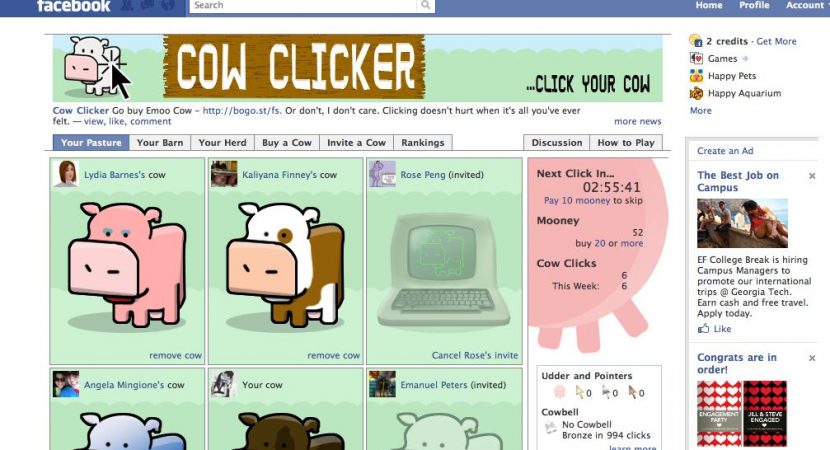 facebook
Search
Home Profile Account
COW CLICKER
...CLICK YOUR COW
Cow Clicker Go buy Emoo Cow – http://bogo.st/fs. Or don't, I don't care. Clicking doesn't hurt when it's all you've ever
felt. — view, like, comment
more news
Your Pasture
Your Barn
Your Herd
Buy a Cow
Invite a Cow
Rankings
Discussion
How to Play
Lydia Barnes's cow
remove cow
Kaliyana Finney's cow
remove cow
Rose Peng (invited)
Cancel Rose's invite
Angela Mingione's cow
Your cow
Emanuel Peters (invited)
Next Click In...
02:55:41
Pay 10 mooney to skip
Mooney
52
buy 20 or more
Cow Clicks
6
This Week: 6
Udder and Pointers
0 0 0
Cowbell
No Cowbell
Bronze in 994 clicks
learn more
2 credits · Get More
Games
Happy Pets
Happy Aquarium
More
Create an Ad
The Best Job on
Campus
EF College Break is hiring
Campus Managers to
promote our international
trips @ Georgia Tech.
Earn cash and free travel.
Apply today.
Like
Congrats are in
order!
ENGAGEMENT
PARTY
JILL & STEVE
ENGAGED